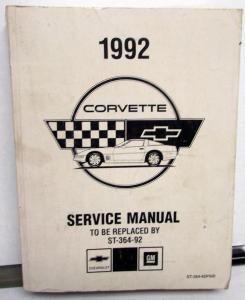 1992
CORVETTE
SERVICE MANUAL
TO BE REPLACED BY
ST-364-92
CHEVROLET
GM